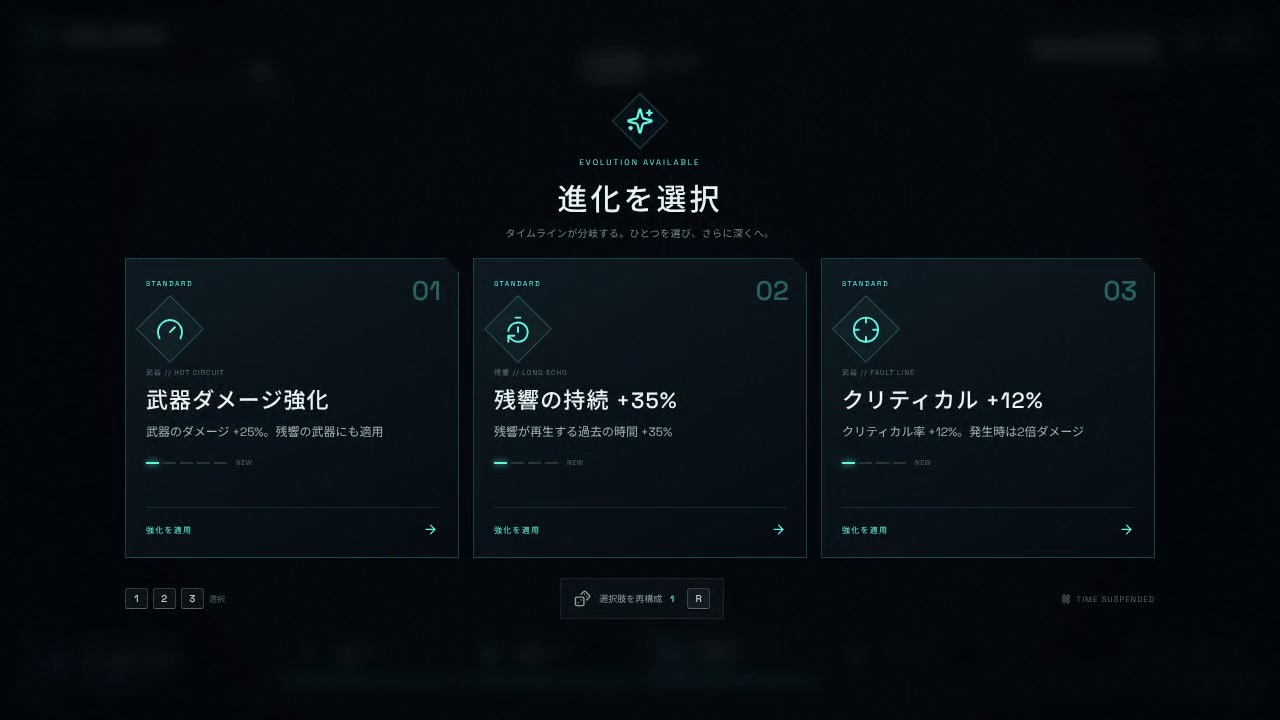 EVOLUTION AVAILABLE
進化を選択
タイムラインが分岐する。ひとつを選び、さらに深くへ。
STANDARD
01
武器 // HOT CIRCUIT
武器ダメージ強化
武器のダメージ +25%。残響の武器にも適用
NEW
強化を適用
STANDARD
02
残響 // LONG ECHO
残響の持続 +35%
残響が再生する過去の時間 +35%
NEW
強化を適用
STANDARD
03
武器 // FAULT LINE
クリティカル +12%
クリティカル率 +12%。発生時は2倍ダメージ
NEW
強化を適用
1 2 3 選択
選択肢を再構成 1 R
TIME SUSPENDED